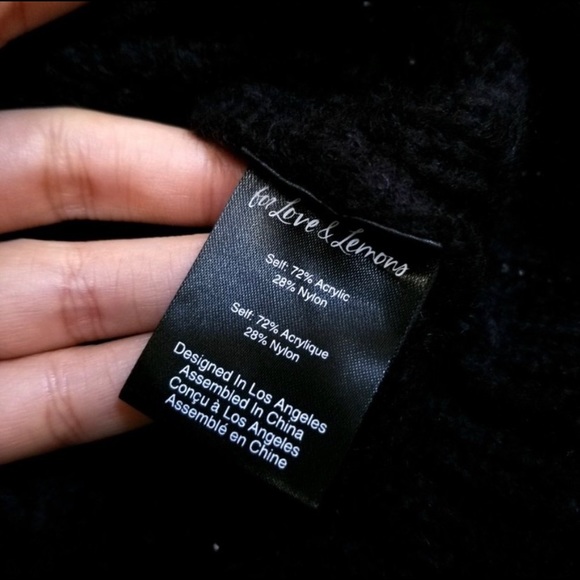 for Love & Lemons
Self: 72% Acrylic
28% Nylon
Self: 72% Acrylique
28% Nylon
Designed In Los Angeles
Assembled In China
Conçu à Los Angeles
Assemblé en Chine